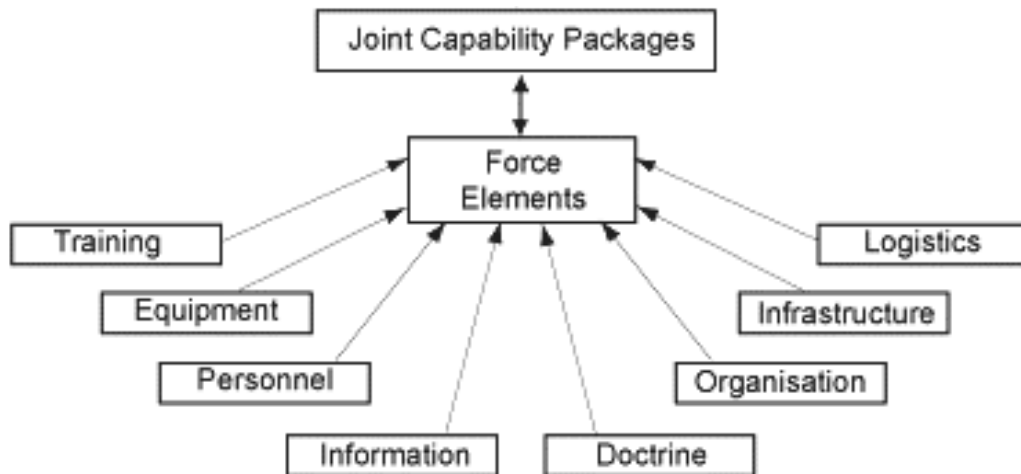 Joint Capability Packages
Force
Elements
Training
Logistics
Equipment
Infrastructure
Personnel
Organisation
Information
Doctrine